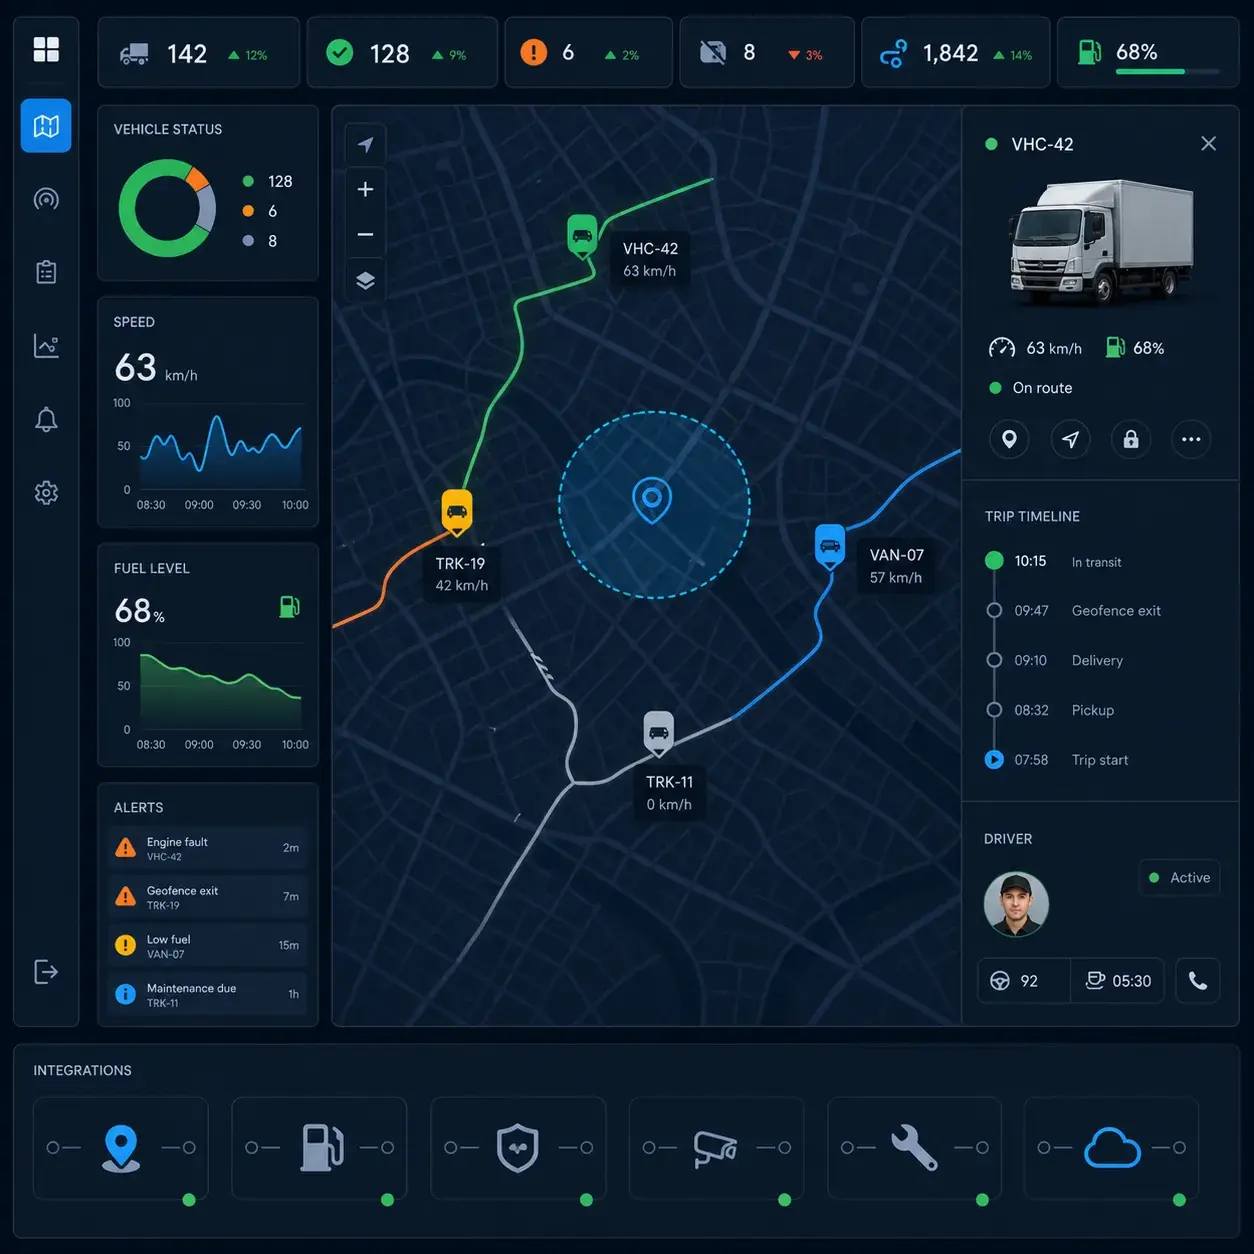 142 12%
128 9%
6 2%
8 3%
1,842 14%
68%
VEHICLE STATUS
128
6
8
SPEED
63 km/h
100
50
0
08:30 09:00 09:30 10:00
FUEL LEVEL
68%
100
50
0
08:30 09:00 09:30 10:00
ALERTS
Engine fault
VHC-42
2m
Geofence exit
TRK-19
7m
Low fuel
VAN-07
15m
Maintenance due
TRK-11
1h
VHC-42
63 km/h
TRK-19
42 km/h
VAN-07
57 km/h
TRK-11
0 km/h
VHC-42
63 km/h 68%
On route
TRIP TIMELINE
10:15 In transit
09:47 Geofence exit
09:10 Delivery
08:32 Pickup
07:58 Trip start
DRIVER
Active
92 05:30
INTEGRATIONS